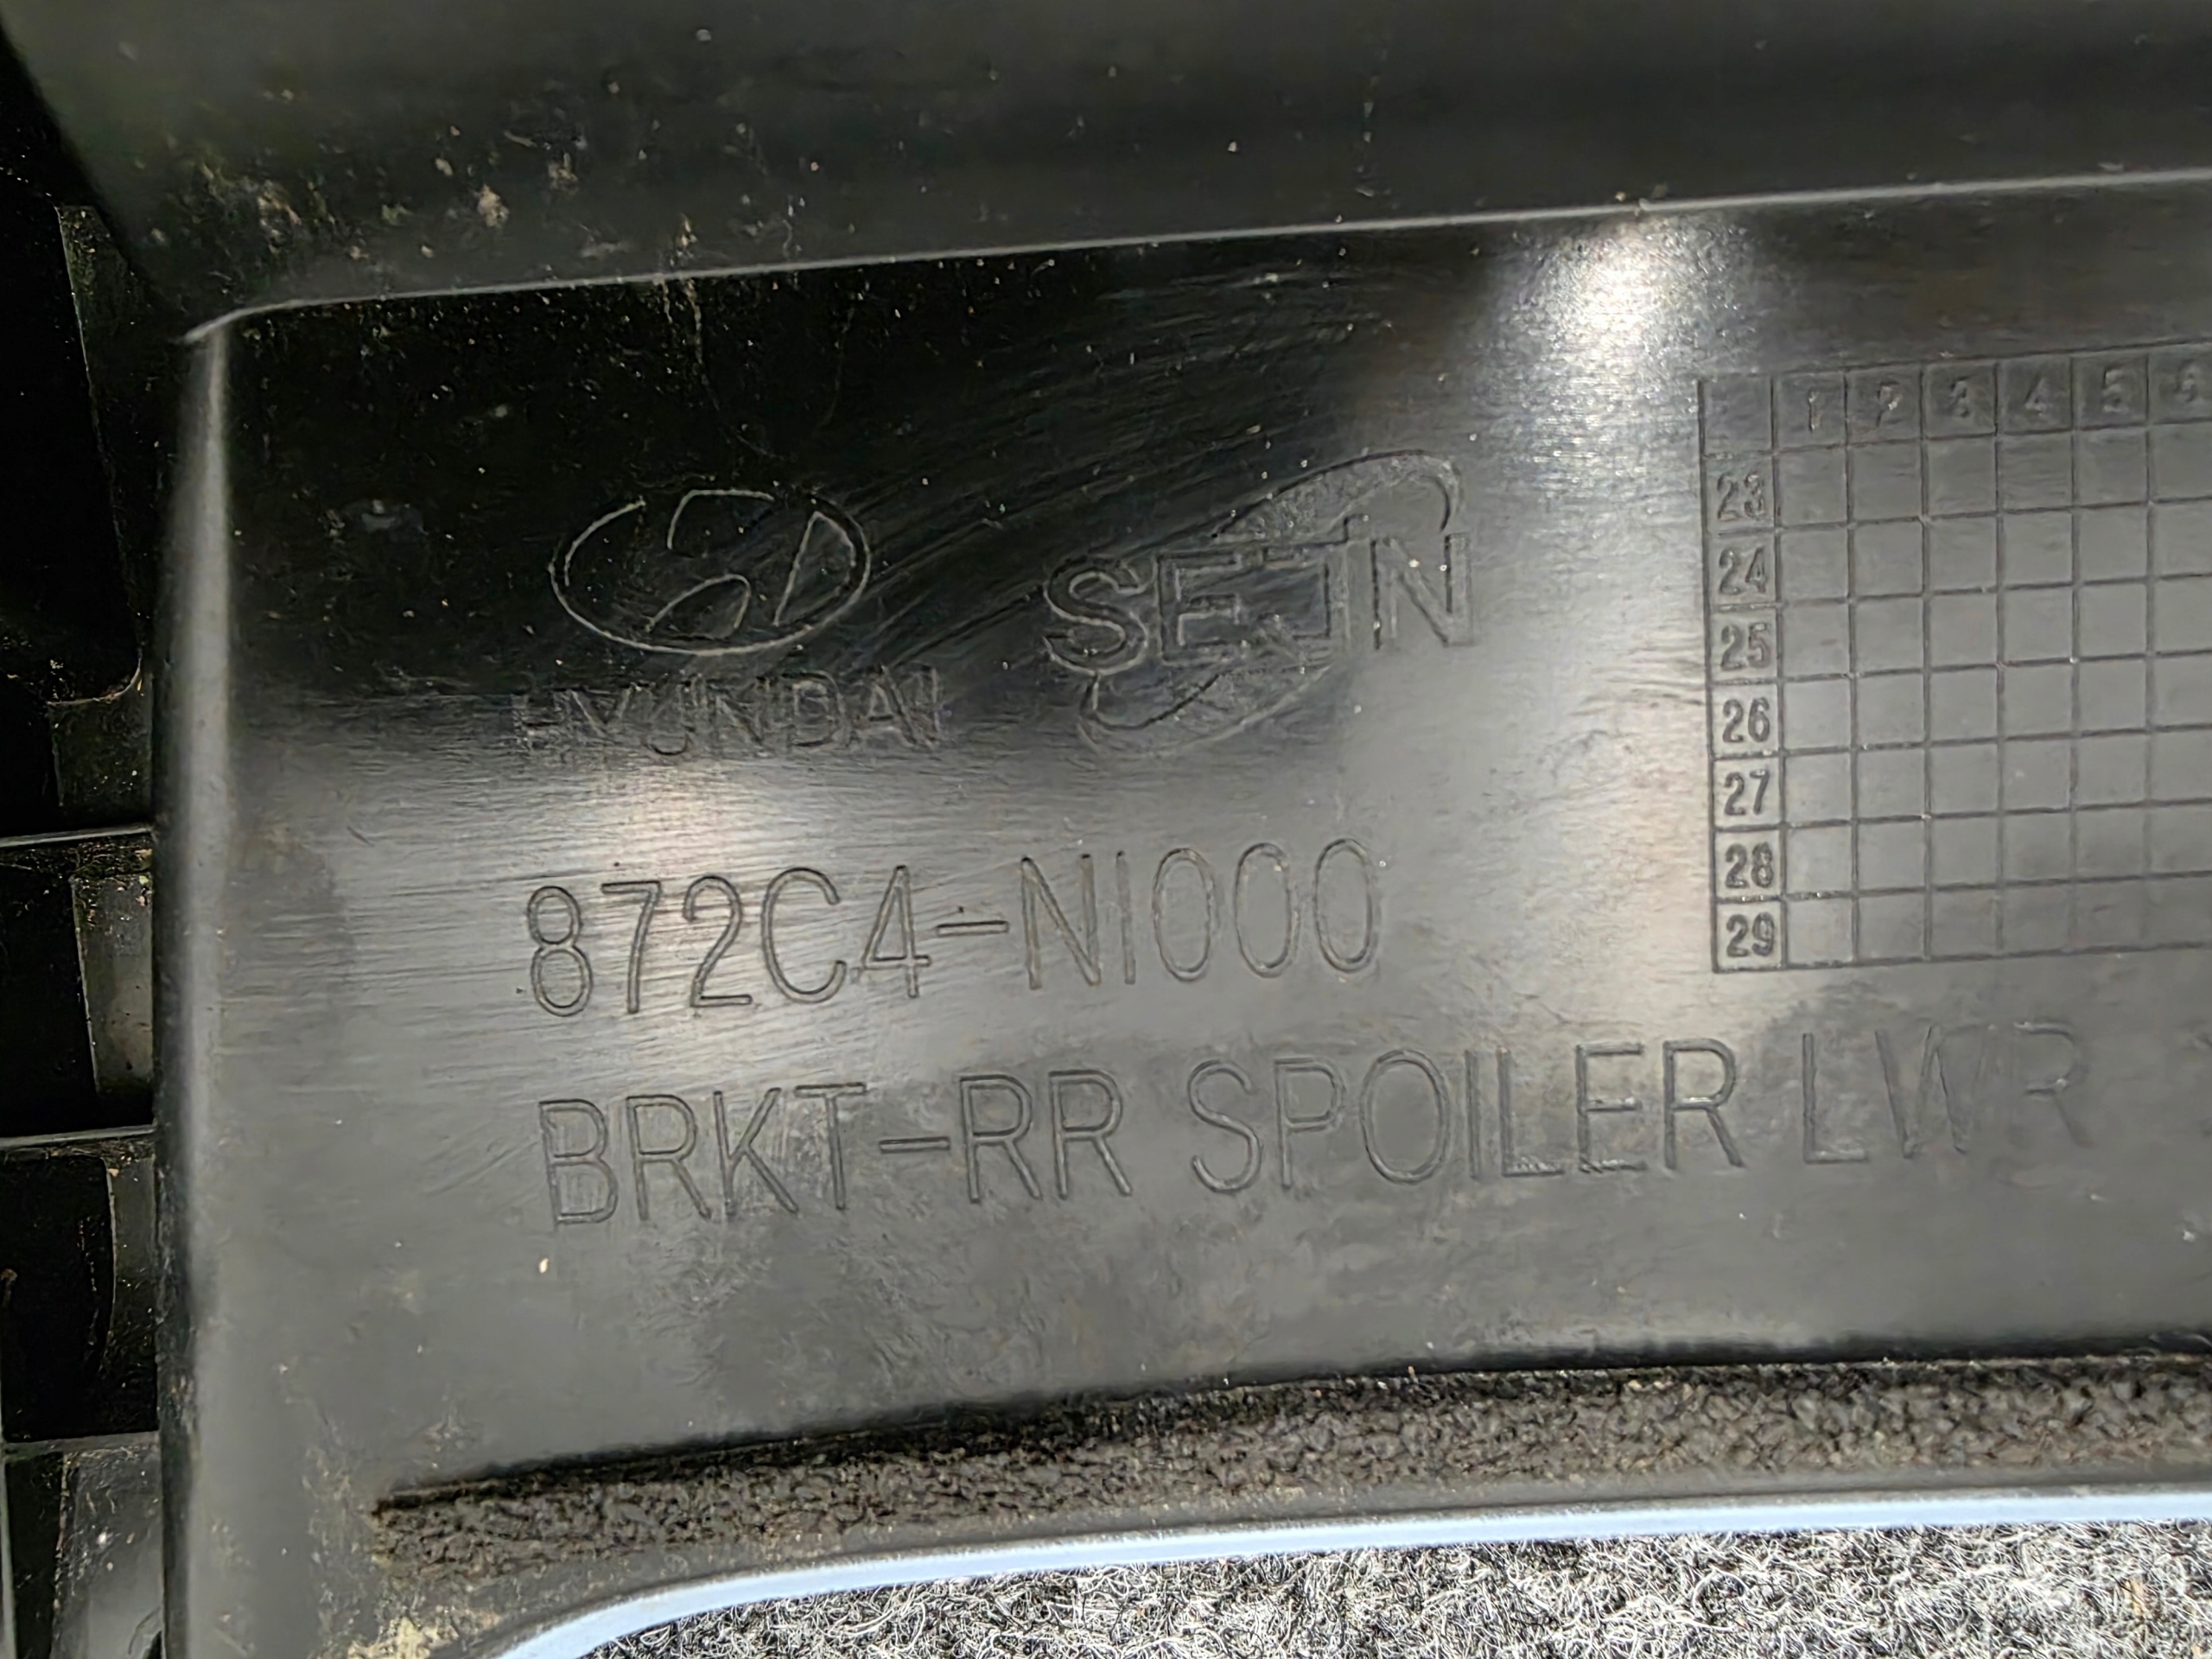 HYUNDAI
SEJIN
872C4-N1000
BRKT-RR SPOILER LWR
1 2 3 4 5 6
23
24
25
26
27
28
29